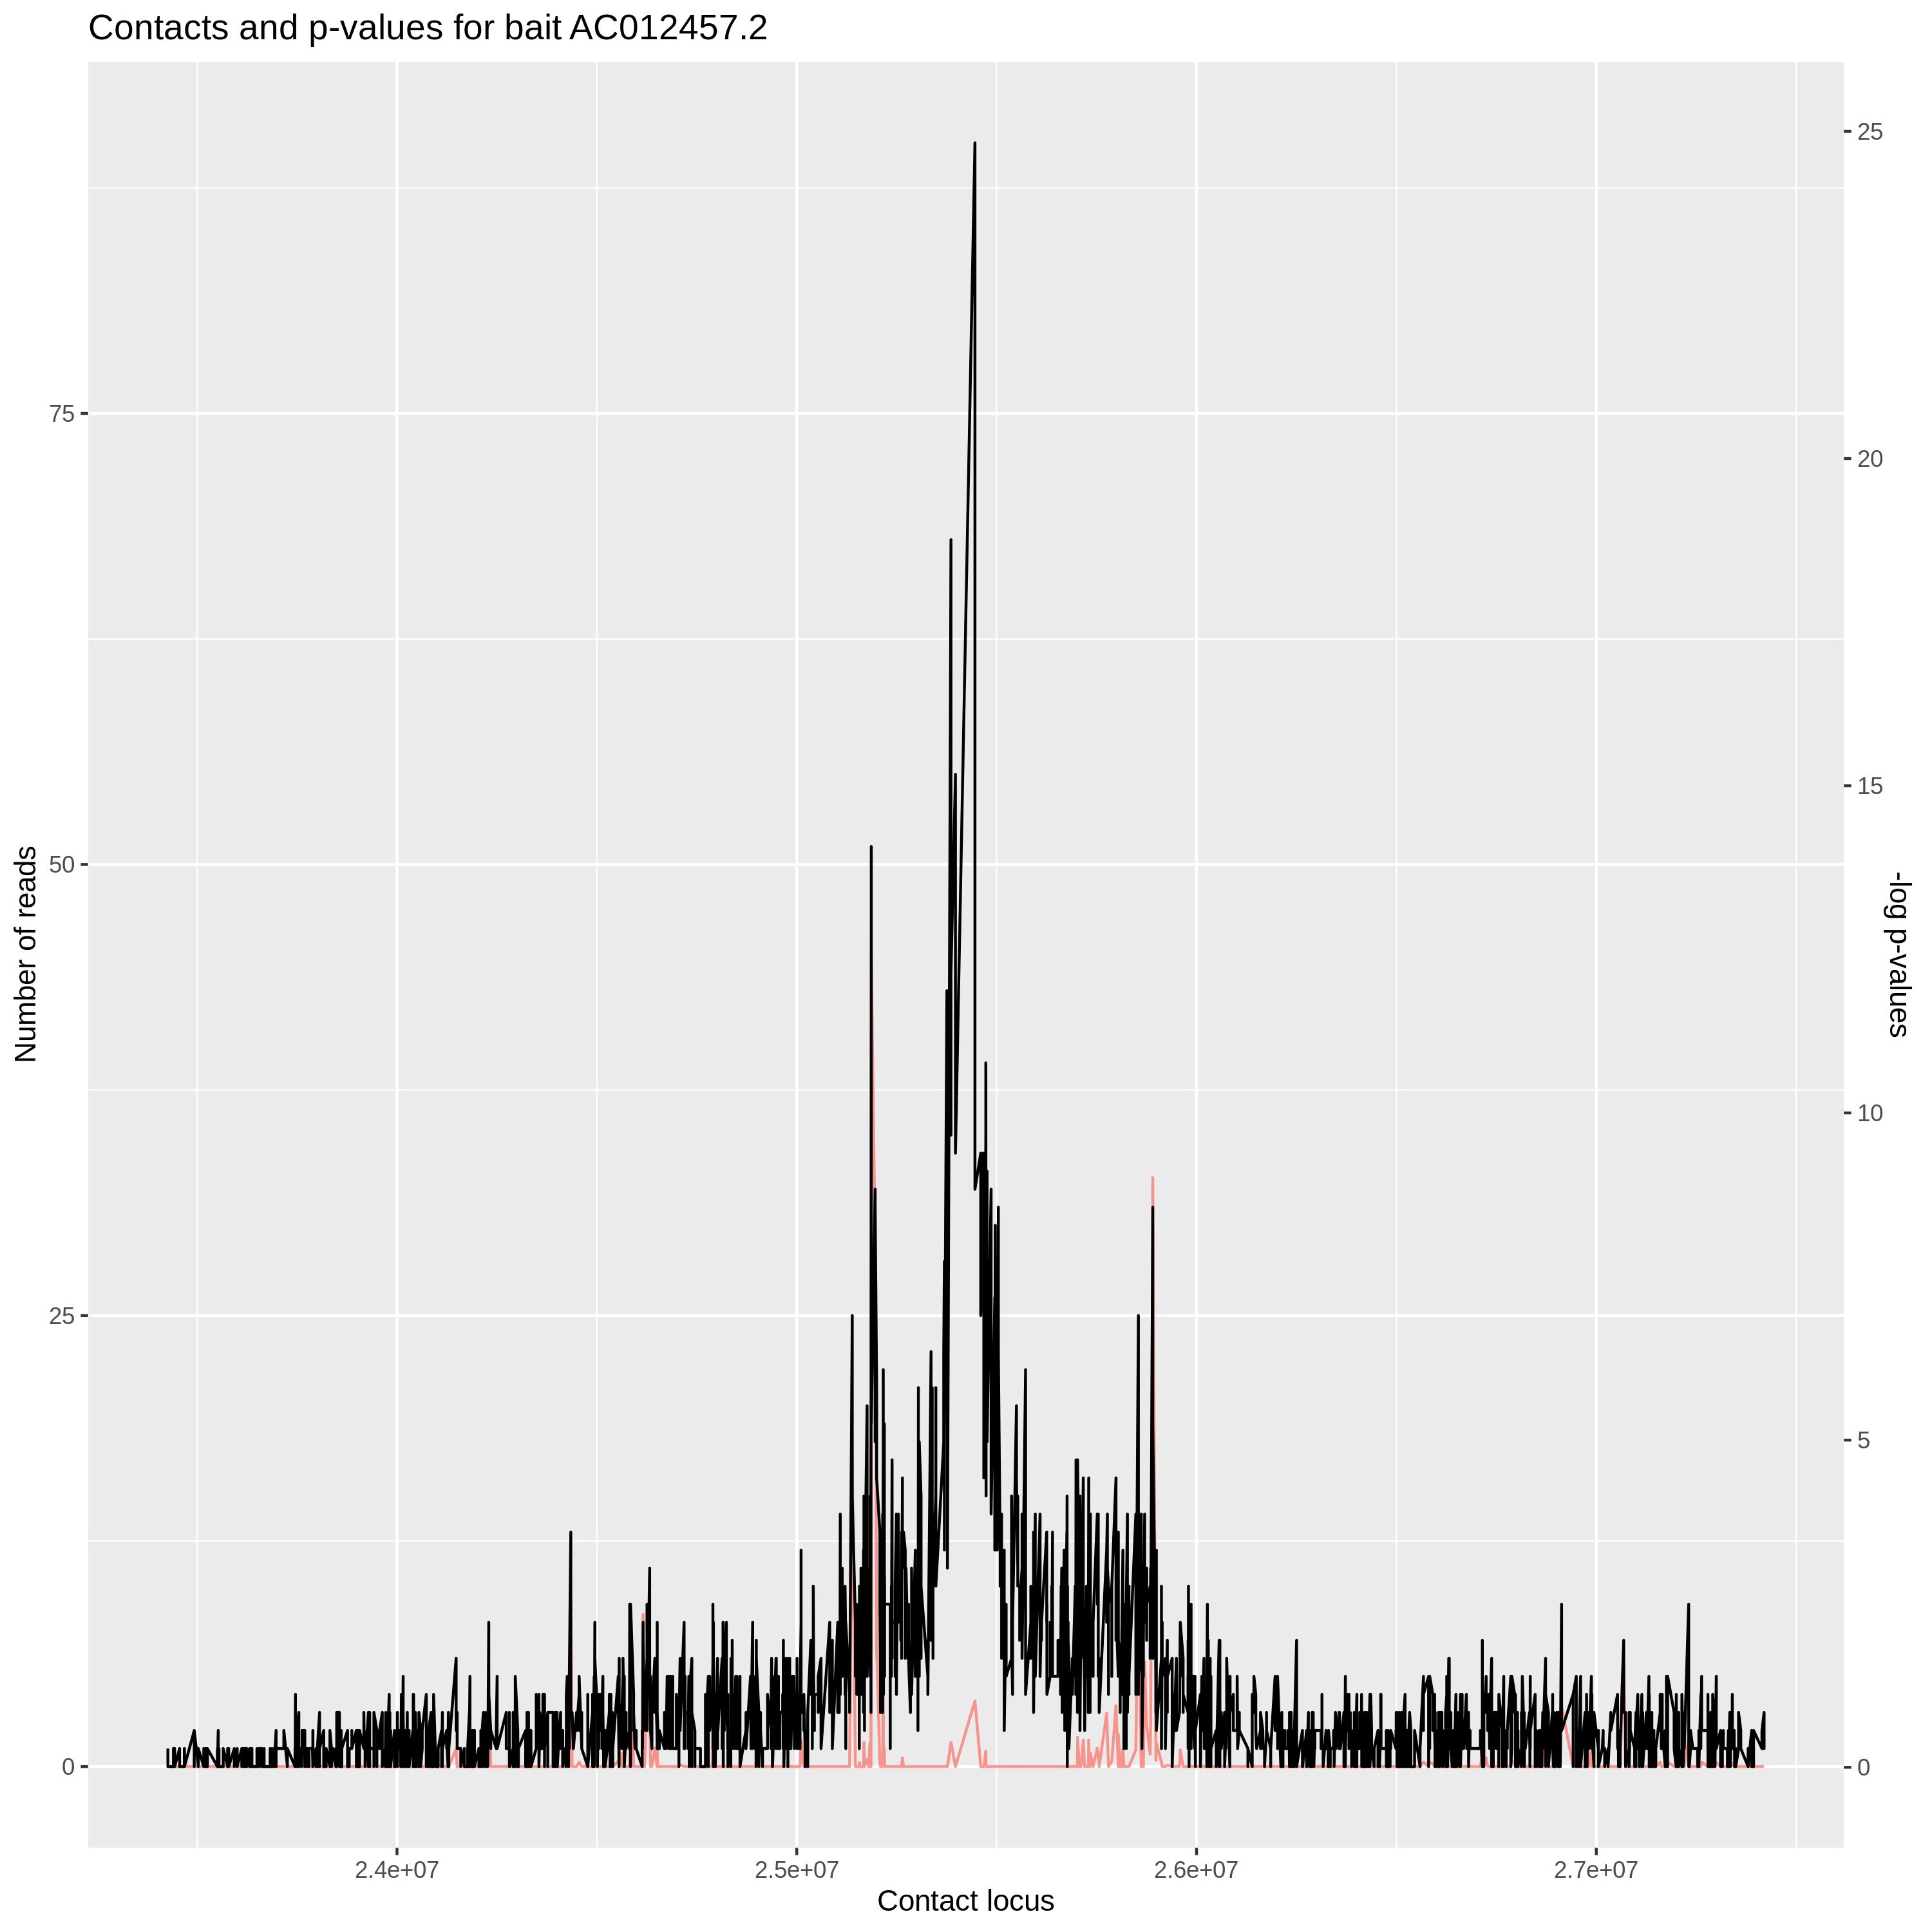 Contacts and p-values for bait AC012457.2
75
50
25
0
Number of reads
25
20
15
10
5
0
-log p-values
2.4e+07
2.5e+07
2.6e+07
2.7e+07
Contact locus